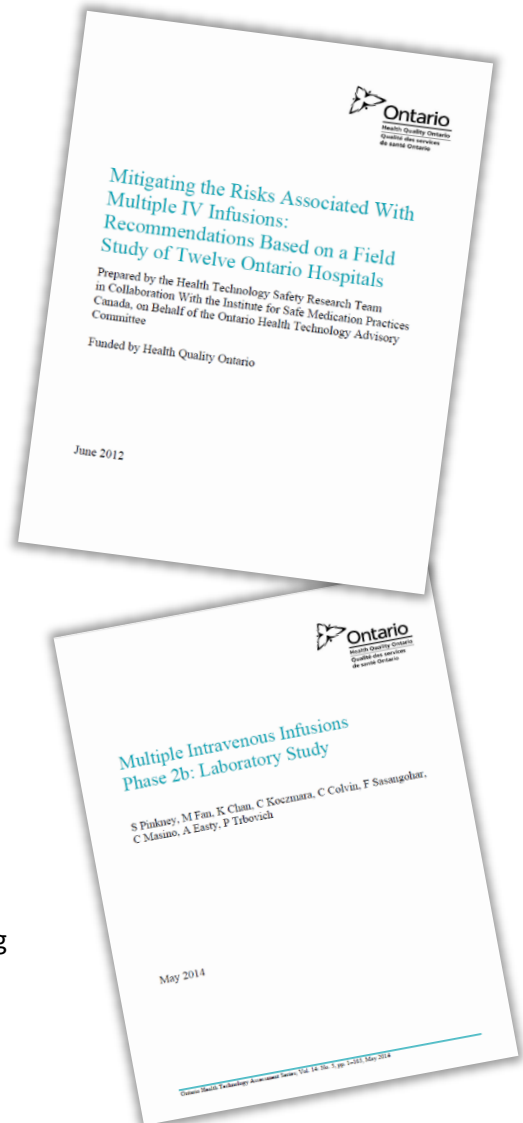 Ontario
Health Quality Ontario
Qualité des services
de santé Ontario
Mitigating the Risks Associated With
Multiple IV Infusions:
Recommendations Based on a Field
Study of Twelve Ontario Hospitals
Prepared by the Health Technology Safety Research Team
in Collaboration With the Institute for Safe Medication Practices
Canada, on Behalf of the Ontario Health Technology Advisory
Committee
Funded by Health Quality Ontario
June 2012
Ontario
Health Quality Ontario
Qualité des services
de santé Ontario
Multiple Intravenous Infusions
Phase 2b: Laboratory Study
S Pinkney, M Fan, K Chan, C Koczmara, C Colvin, F Sasangohar,
C Masino, A Easty, P Trbovich
g
May 2014
Ontario Health Technology Assessment Series; Vol. 14: No. 5, pp. 1–163, May 2014